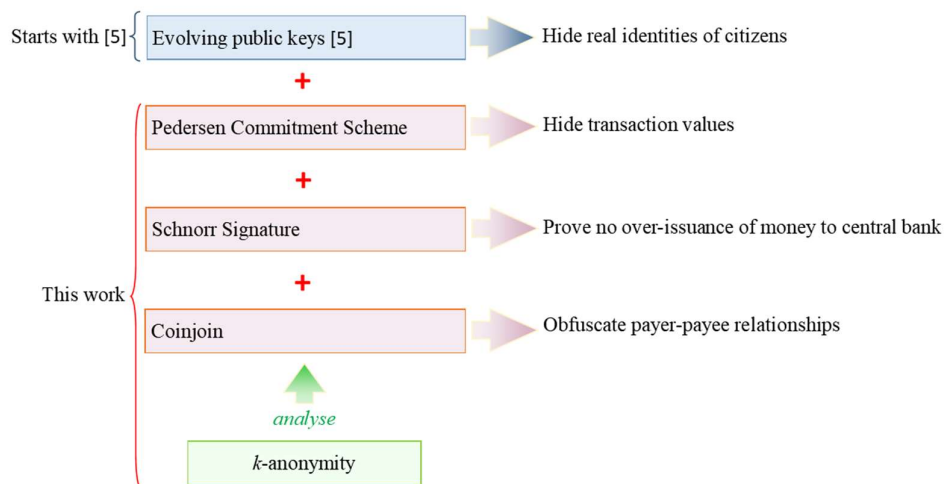 Starts with [5]
Evolving public keys [5]
Hide real identities of citizens
+
Pedersen Commitment Scheme
Hide transaction values
+
Schnorr Signature
Prove no over-issuance of money to central bank
+
This work
Coinjoin
Obfuscate payer-payee relationships
analyse
k-anonymity